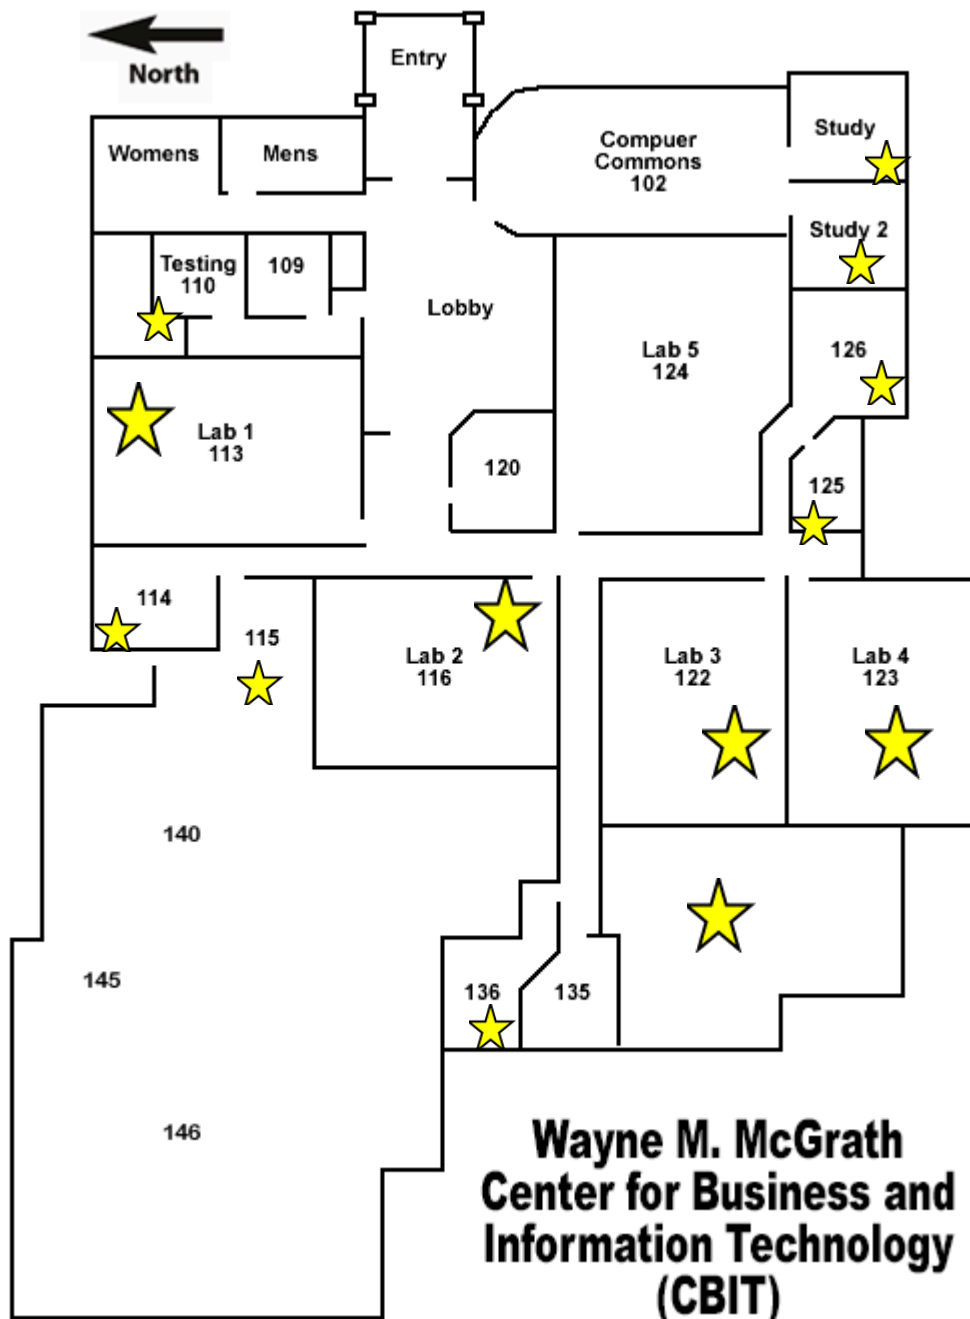 North
Entry
Womens
Mens
Compuer
Commons
102
Study
Study 2
Testing
110
109
Lobby
Lab 5
124
126
Lab 1
113
120
125
114
115
Lab 2
116
Lab 3
122
Lab 4
123
140
145
136
135
146
Wayne M. McGrath
Center for Business and
Information Technology
(CBIT)